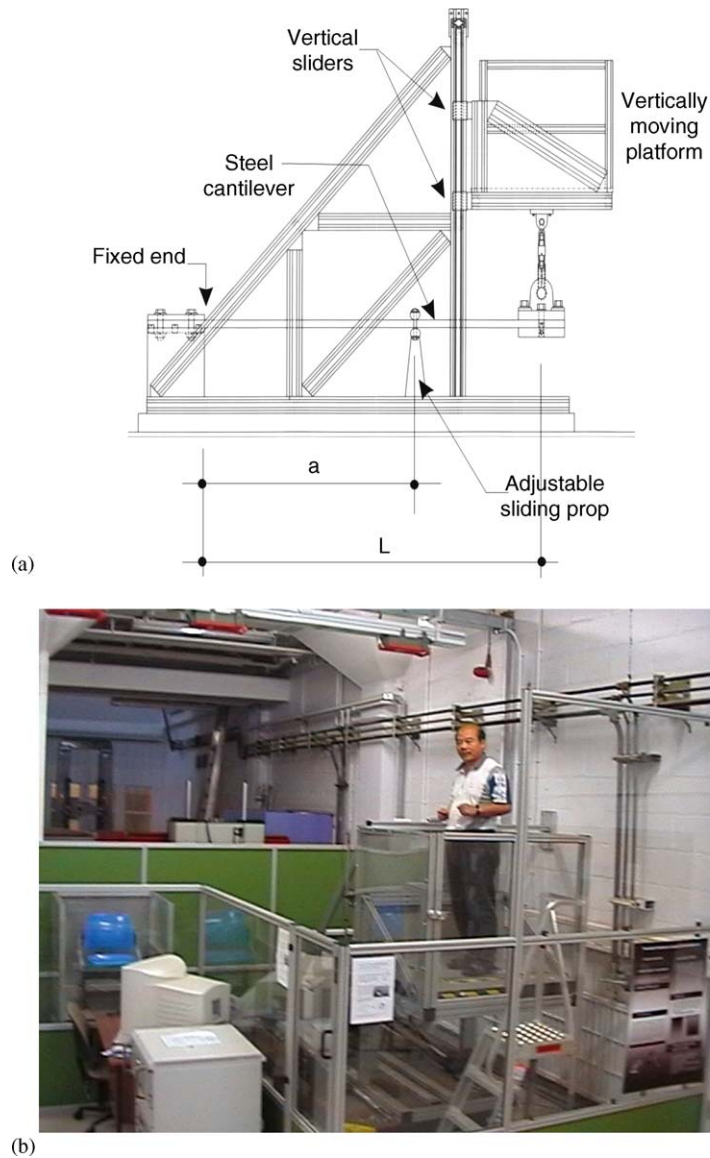 Vertical
sliders
Vertically
moving
platform
Steel
cantilever
Fixed end
a
Adjustable
sliding prop
L
(a)
(b)